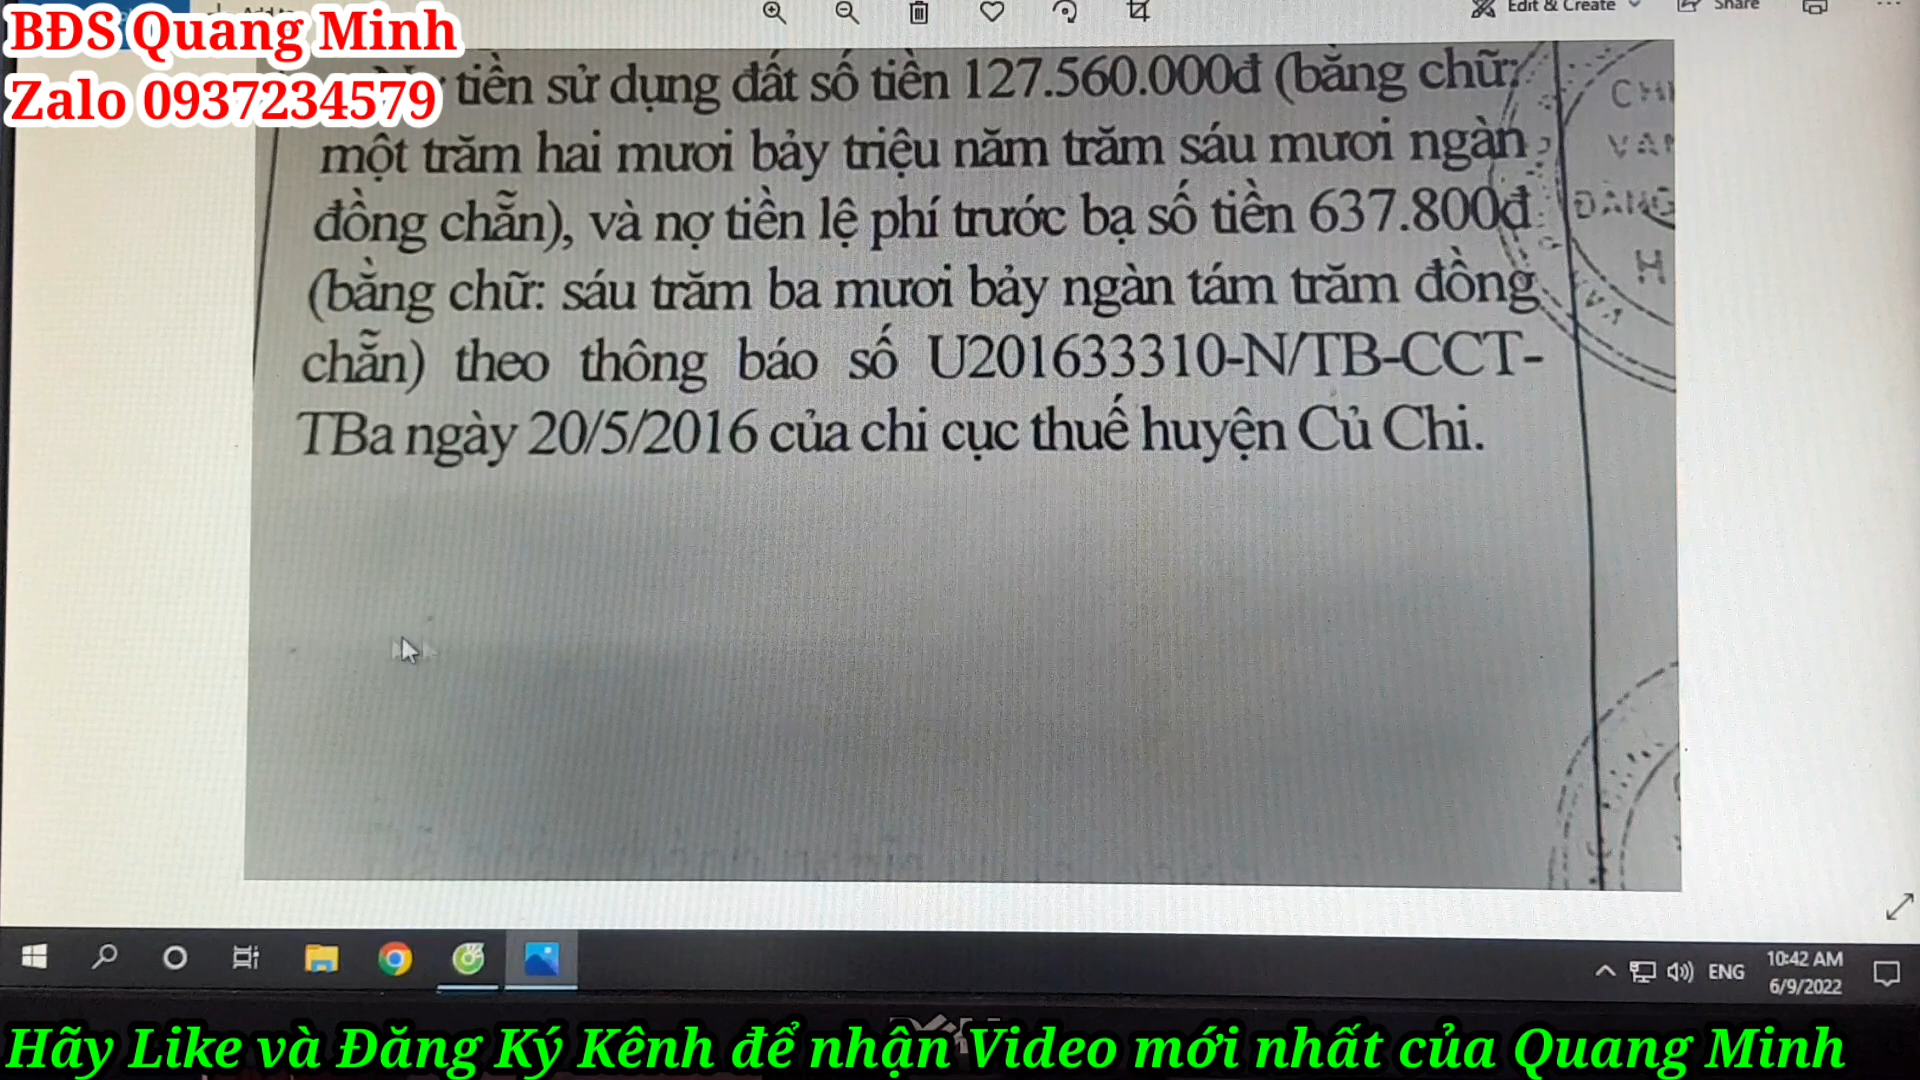 BĐS Quang Minh
Zalo 0937234579
Edit & Create
Share
tiền sử dụng đất số tiền 127.560.000đ (bằng chữ:
một trăm hai mươi bảy triệu năm trăm sáu mươi ngàn
đồng chẵn), và nợ tiền lệ phí trước bạ số tiền 637.800đ
(bằng chữ: sáu trăm ba mươi bảy ngàn tám trăm đồng
chẵn) theo thông báo số U201633310-N/TB-CCT-
TBa ngày 20/5/2016 của chi cục thuế huyện Củ Chi.
ĐĂNG
H
ENG
10:42 AM
6/9/2022
Hãy Like và Đăng Ký Kênh để nhận Video mới nhất của Quang Minh